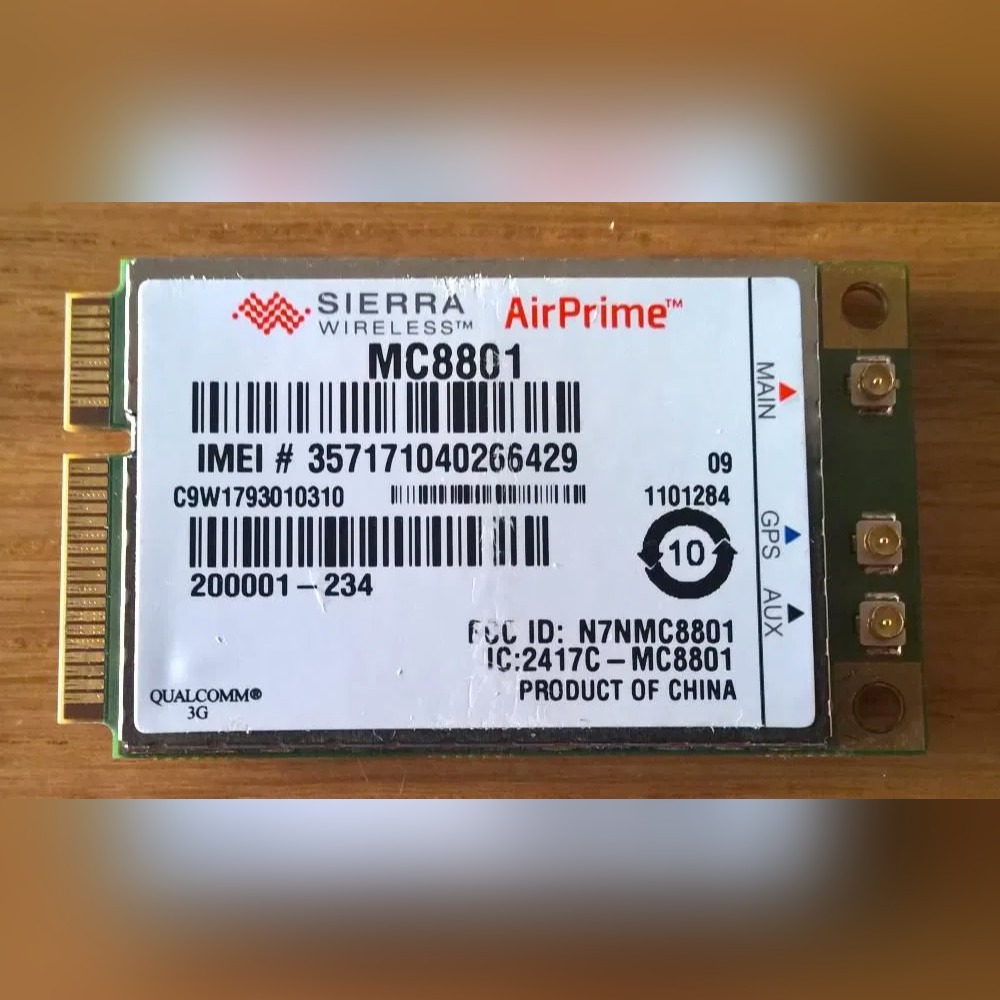 SIERRA
WIRELESS™
AirPrime™
MC8801
IMEI # 357171040266429
09
C9W1793010310
1101284
10
200001-234
FCC ID: N7NMC8801
IC:2417C-MC8801
PRODUCT OF CHINA
QUALCOMM®
3G
MAIN
GPS
AUX